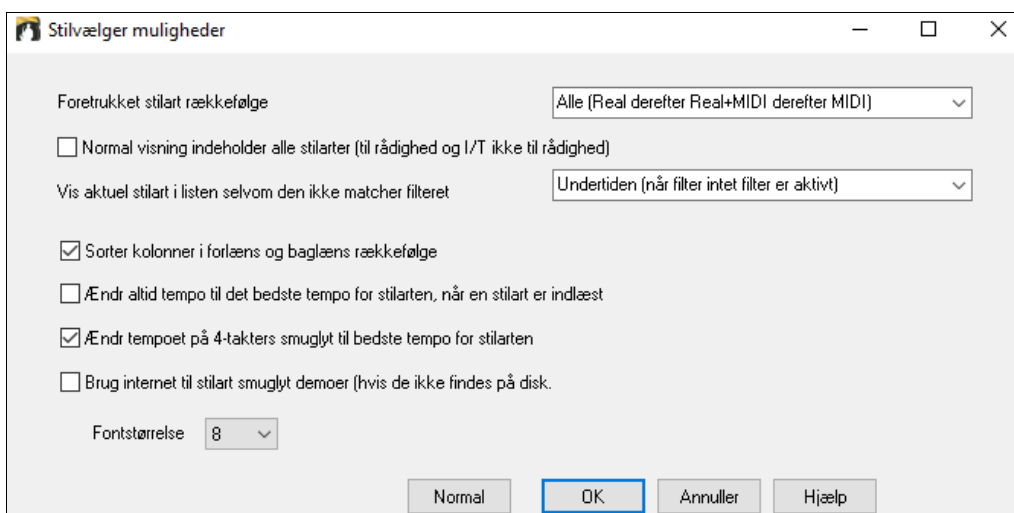 Stilvælger muligheder
Foretrukket stilart rækkefølge
Alle (Real derefter Real+MIDI derefter MIDI)
Normal visning indeholder alle stilarter (til rådighed og I/T ikke til rådighed)
Vis aktuel stilart i listen selvom den ikke matcher filteret
Undertiden (når filter intet filter er aktivt)
Sorter kolonner i forlæns og baglæns rækkefølge
Ændr altid tempo til det bedste tempo for stilarten, når en stilart er indlæst
Ændr tempoet på 4-takters smuglyt til bedste tempo for stilarten
Brug internet til stilart smuglyt demoer (hvis de ikke findes på disk.
Fontstørrelse 8
Normal OK Annuller Hjælp